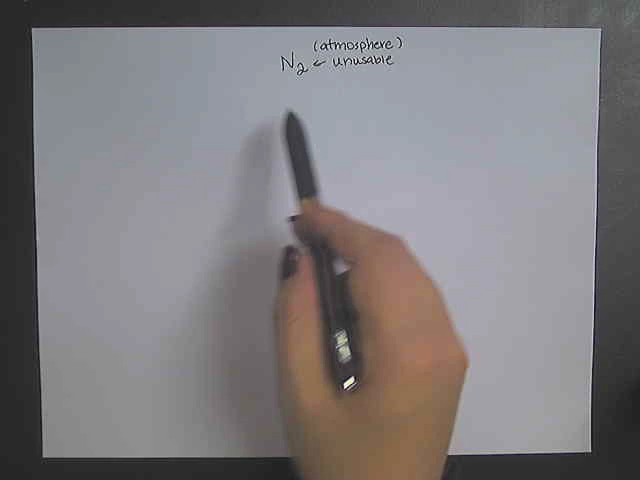 (atmosphere)
N2 ← unusable